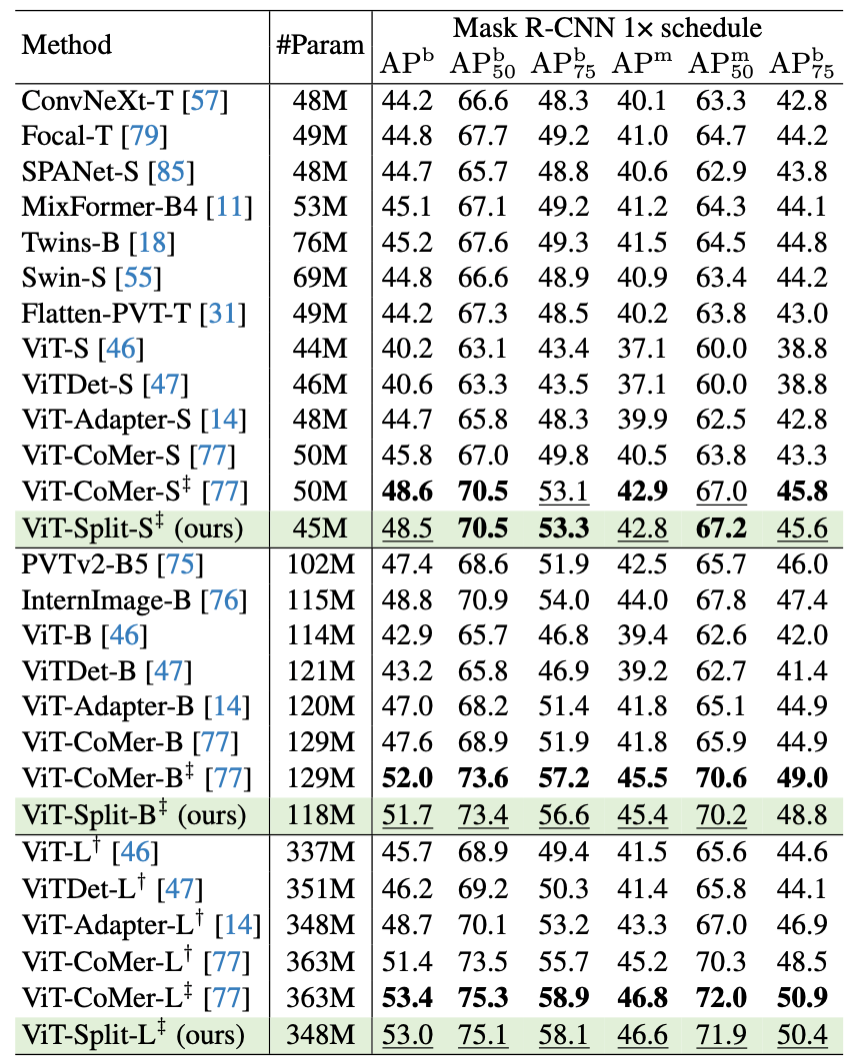 Method #Param Mask R-CNN 1× schedule
AP^b AP^b_50 AP^b_75 AP^m AP^m_50 AP^b_75
ConvNeXt-T [57] 48M 44.2 66.6 48.3 40.1 63.3 42.8
Focal-T [79] 49M 44.8 67.7 49.2 41.0 64.7 44.2
SPANet-S [85] 48M 44.7 65.7 48.8 40.6 62.9 43.8
MixFormer-B4 [11] 53M 45.1 67.1 49.2 41.2 64.3 44.1
Twins-B [18] 76M 45.2 67.6 49.3 41.5 64.5 44.8
Swin-S [55] 69M 44.8 66.6 48.9 40.9 63.4 44.2
Flatten-PVT-T [31] 49M 44.2 67.3 48.5 40.2 63.8 43.0
ViT-S [46] 44M 40.2 63.1 43.4 37.1 60.0 38.8
ViTDet-S [47] 46M 40.6 63.3 43.5 37.1 60.0 38.8
ViT-Adapter-S [14] 48M 44.7 65.8 48.3 39.9 62.5 42.8
ViT-CoMer-S [77] 50M 45.8 67.0 49.8 40.5 63.8 43.3
ViT-CoMer-S‡ [77] 50M 48.6 70.5 53.1 42.9 67.0 45.8
ViT-Split-S‡ (ours) 45M 48.5 70.5 53.3 42.8 67.2 45.6
PVTv2-B5 [75] 102M 47.4 68.6 51.9 42.5 65.7 46.0
InternImage-B [76] 115M 48.8 70.9 54.0 44.0 67.8 47.4
ViT-B [46] 114M 42.9 65.7 46.8 39.4 62.6 42.0
ViTDet-B [47] 121M 43.2 65.8 46.9 39.2 62.7 41.4
ViT-Adapter-B [14] 120M 47.0 68.2 51.4 41.8 65.1 44.9
ViT-CoMer-B [77] 129M 47.6 68.9 51.9 41.8 65.9 44.9
ViT-CoMer-B‡ [77] 129M 52.0 73.6 57.2 45.5 70.6 49.0
ViT-Split-B‡ (ours) 118M 51.7 73.4 56.6 45.4 70.2 48.8
ViT-L† [46] 337M 45.7 68.9 49.4 41.5 65.6 44.6
ViTDet-L† [47] 351M 46.2 69.2 50.3 41.4 65.8 44.1
ViT-Adapter-L† [14] 348M 48.7 70.1 53.2 43.3 67.0 46.9
ViT-CoMer-L† [77] 363M 51.4 73.5 55.7 45.2 70.3 48.5
ViT-CoMer-L‡ [77] 363M 53.4 75.3 58.9 46.8 72.0 50.9
ViT-Split-L‡ (ours) 348M 53.0 75.1 58.1 46.6 71.9 50.4